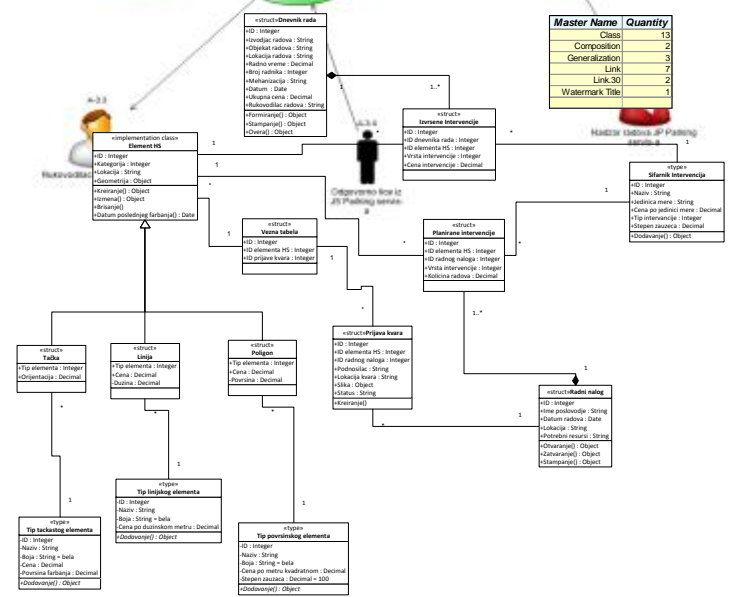 «struct»Dnevnik rada
+ID : Integer
+Izvodjac radova : String
+Objekat radova : String
+Lokacija radova : String
+Radno vreme : Decimal
+Broj radnika : Integer
+Mehanizacija : String
+Datum : Date
+Ukupna cena : Decimal
+Rukovodilac radova : String
+Formiranje() : Object
+Stampanje() : Object
+Overa() : Object
Master Name Quantity
Class 13
Composition 2
Generalization 3
Link 7
Link.30 2
Watermark Title 1
1
1..*
«struct»
Izvrsene intervencije
+ID : Integer
+ID dnevnika rada : Integer
+ID elementa HS : Integer
+Vrsta intervencije : Integer
+Cena intervencije : Decimal
*
*
1
«implementation class»
Element HS
+ID : Integer
+Kategorija : Integer
+Lokacija : String
+Geometrija : Object
+Kreiranje() : Object
+Izmena() : Object
+Brisanje()
+Datum poslednjeg farbanja() : Date
1
1
*
«struct»
Sifarnik Intervencija
+ID : Integer
+Naziv : String
+Jedinica mere : String
+Cena po jedinici mere : Decimal
+Tip intervencije : Integer
+Stepen zauzeca : Decimal
+Dodavanje() : Object
1
«struct»
Vezna tabela
+ID : Integer
+ID elementa HS : Integer
+ID prijave kvara : Integer
1
1
«struct»
Planirane intervencije
+ID : Integer
+ID elementa HS : Integer
+ID radnog naloga : Integer
+Vrsta intervencije : Integer
+Kolicina radova : Decimal
*
*
1..*
*
«struct»Prijava kvara
+ID : Integer
+ID elementa HS : Integer
+ID radnog naloga : Integer
+Podnosilac : String
+Lokacija kvara : String
+Slika : Object
+Status : String
+Kreiranje()
*
1
1
«struct»Radni nalog
+ID : Integer
+Ime poslovodje : String
+Datum radova : Date
+Lokacija : String
+Potrebni resursi : String
+Otvaranje() : Object
+Zatvaranje() : Object
+Stampanje() : Object
«struct»
Tačka
+Tip elementa : Integer
+Orijentacija : Decimal
«struct»
Linija
+Tip elementa : Integer
+Cena : Decimal
-Duzina : Decimal
«struct»
Poligon
+Tip elementa : Integer
+Cena : Decimal
-Povrsina : Decimal
*
*
*
1
1
1
«type»
Tip tackastog elementa
-ID : Integer
-Naziv : String
-Boja : String = bela
-Cena : Decimal
-Povrsina farbanja : Decimal
+Dodavanje() : Object
«type»
Tip linijskog elementa
-ID : Integer
-Naziv : String
-Boja : String = bela
-Cena po duzinskom metru : Decimal
+Dodavanje() : Object
«type»
Tip povrsinskog elementa
-ID : Integer
-Naziv : String
-Boja : String = bela
-Cena po metru kvadratnom : Decimal
-Stepen zauzaca : Decimal = 100
+Dodavanje() : Object